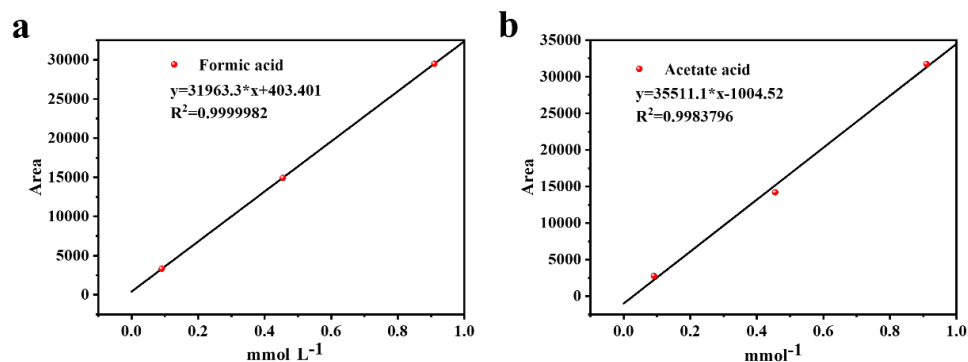 a
Formic acid
y=31963.3*x+403.401
R²=0.9999982
Area
30000
25000
20000
15000
10000
5000
0
0.0 0.2 0.4 0.6 0.8 1.0
mmol L⁻¹
b
Acetate acid
y=35511.1*x-1004.52
R²=0.9983796
Area
35000
30000
25000
20000
15000
10000
5000
0
0.0 0.2 0.4 0.6 0.8 1.0
mmol⁻¹